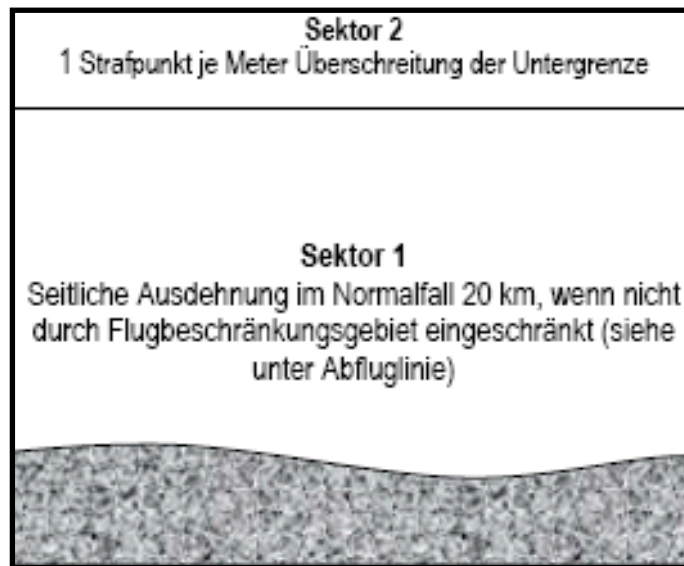 Sektor 2
1 Strafpunkt je Meter Überschreitung der Untergrenze
Sektor 1
Seitliche Ausdehnung im Normalfall 20 km, wenn nicht
durch Flugbeschränkungsgebiet eingeschränkt (siehe
unter Abfluglinie)